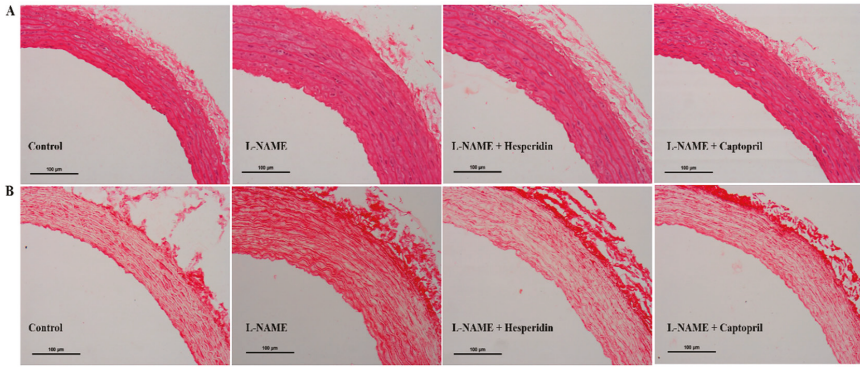 A
Control
100 µm
L-NAME
100 µm
L-NAME + Hesperidin
100 µm
L-NAME + Captopril
100 µm
B
Control
100 µm
L-NAME
100 µm
L-NAME + Hesperidin
100 µm
L-NAME + Captopril
100 µm